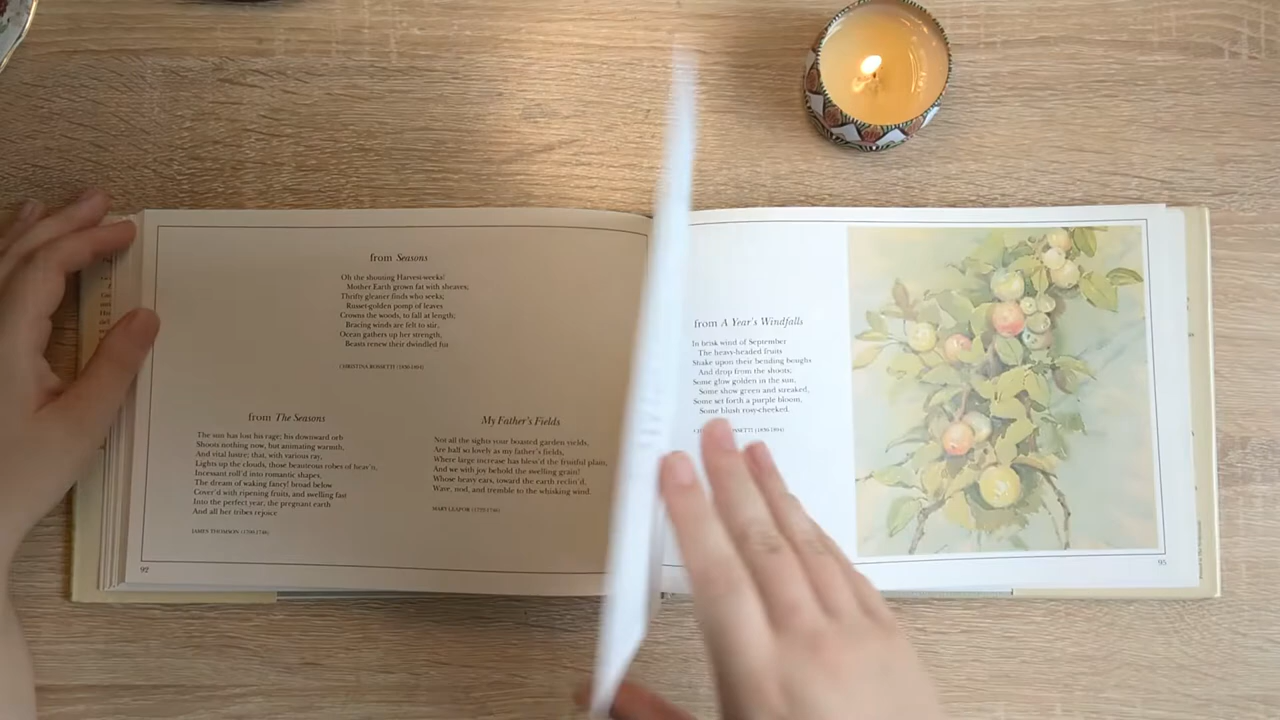 from Seasons
Oh the shouting Harvest-weeks!
Mother Earth grown fat with sheaves;
Thrifty gleaner finds who seeks;
Russet-golden pomp of leaves
Crowns the woods, to fall at length;
Bracing winds are felt to stir,
Ocean gathers up her strength,
Beasts renew their dwindled fur.
CHRISTINA ROSSETTI (1830-1894)
from The Seasons
The sun has lost his rage; his downward orb
Shoots nothing now, but animating warmth,
And vital lustre; that, with various ray,
Lights up the clouds, those beauteous robes of heav'n,
Incessant roll'd into romantic shapes,
The dream of waking fancy! broad below
Cover'd with ripening fruits, and swelling fast
Into the perfect year, the pregnant earth
And all her tribes rejoice
JAMES THOMSON (1700-1748)
My Father's Fields
Not all the sights your boasted garden yields,
Are half so lovely as my father's fields,
Where large increase has bless'd the fruitful plain,
And we with joy behold the swelling grain!
Whose heavy ears, toward the earth reclin'd,
Wave, nod, and tremble to the whisking wind.
MARY LEAPOR (1722-1746)
92
from A Year's Windfalls
In brisk wind of September
The heavy-headed fruits
Shake upon their bending boughs
And drop from the shoots;
Some glow golden in the sun,
Some show green and streaked,
Some set forth a purple bloom,
Some blush rosy-cheeked.
95